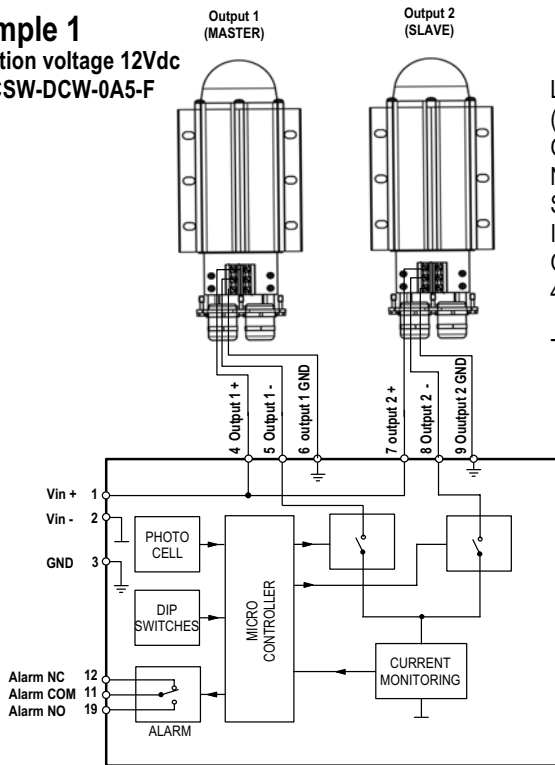 mple 1
tion voltage 12Vdc
CSW-DCW-0A5-F
Output 1
(MASTER)
Output 2
(SLAVE)
4 Output 1 +
5 Output 1 -
6 output 1 GND
7 output 2 +
8 Output 2 -
9 Ouutput 2 GND
Vin + 1
Vin - 2
GND 3
PHOTO
CELL
DIP
SWITCHES
MICRO
CONTROLLER
CURRENT
MONITORING
Alarm NC 12
Alarm COM 11
Alarm NO 19
ALARM